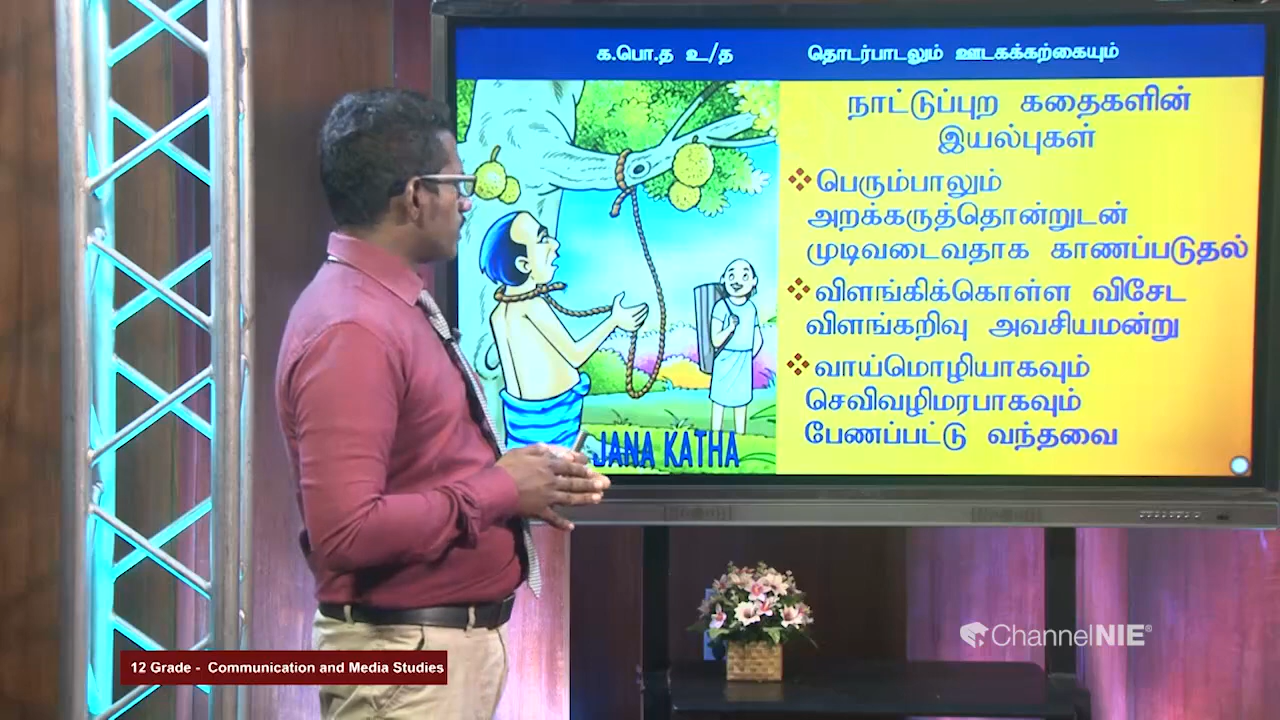 க.பொ.த உ/த தொடர்பாடலும் ஊடகக்கற்கையும்
நாட்டுப்புற கதைகளின்
இயல்புகள்
பெரும்பாலும்
அறக்கருத்தொன்றுடன்
முடிவடைவதாக காணப்படுதல்
விளங்கிக்கொள்ள விசேட
விளங்கறிவு அவசியமன்று
வாய்மொழியாகவும்
செவிவழிமரபாகவும்
பேணப்பட்டு வந்தவை
JANA KATHA
ChannelNIE®
12 Grade - Communication and Media Studies